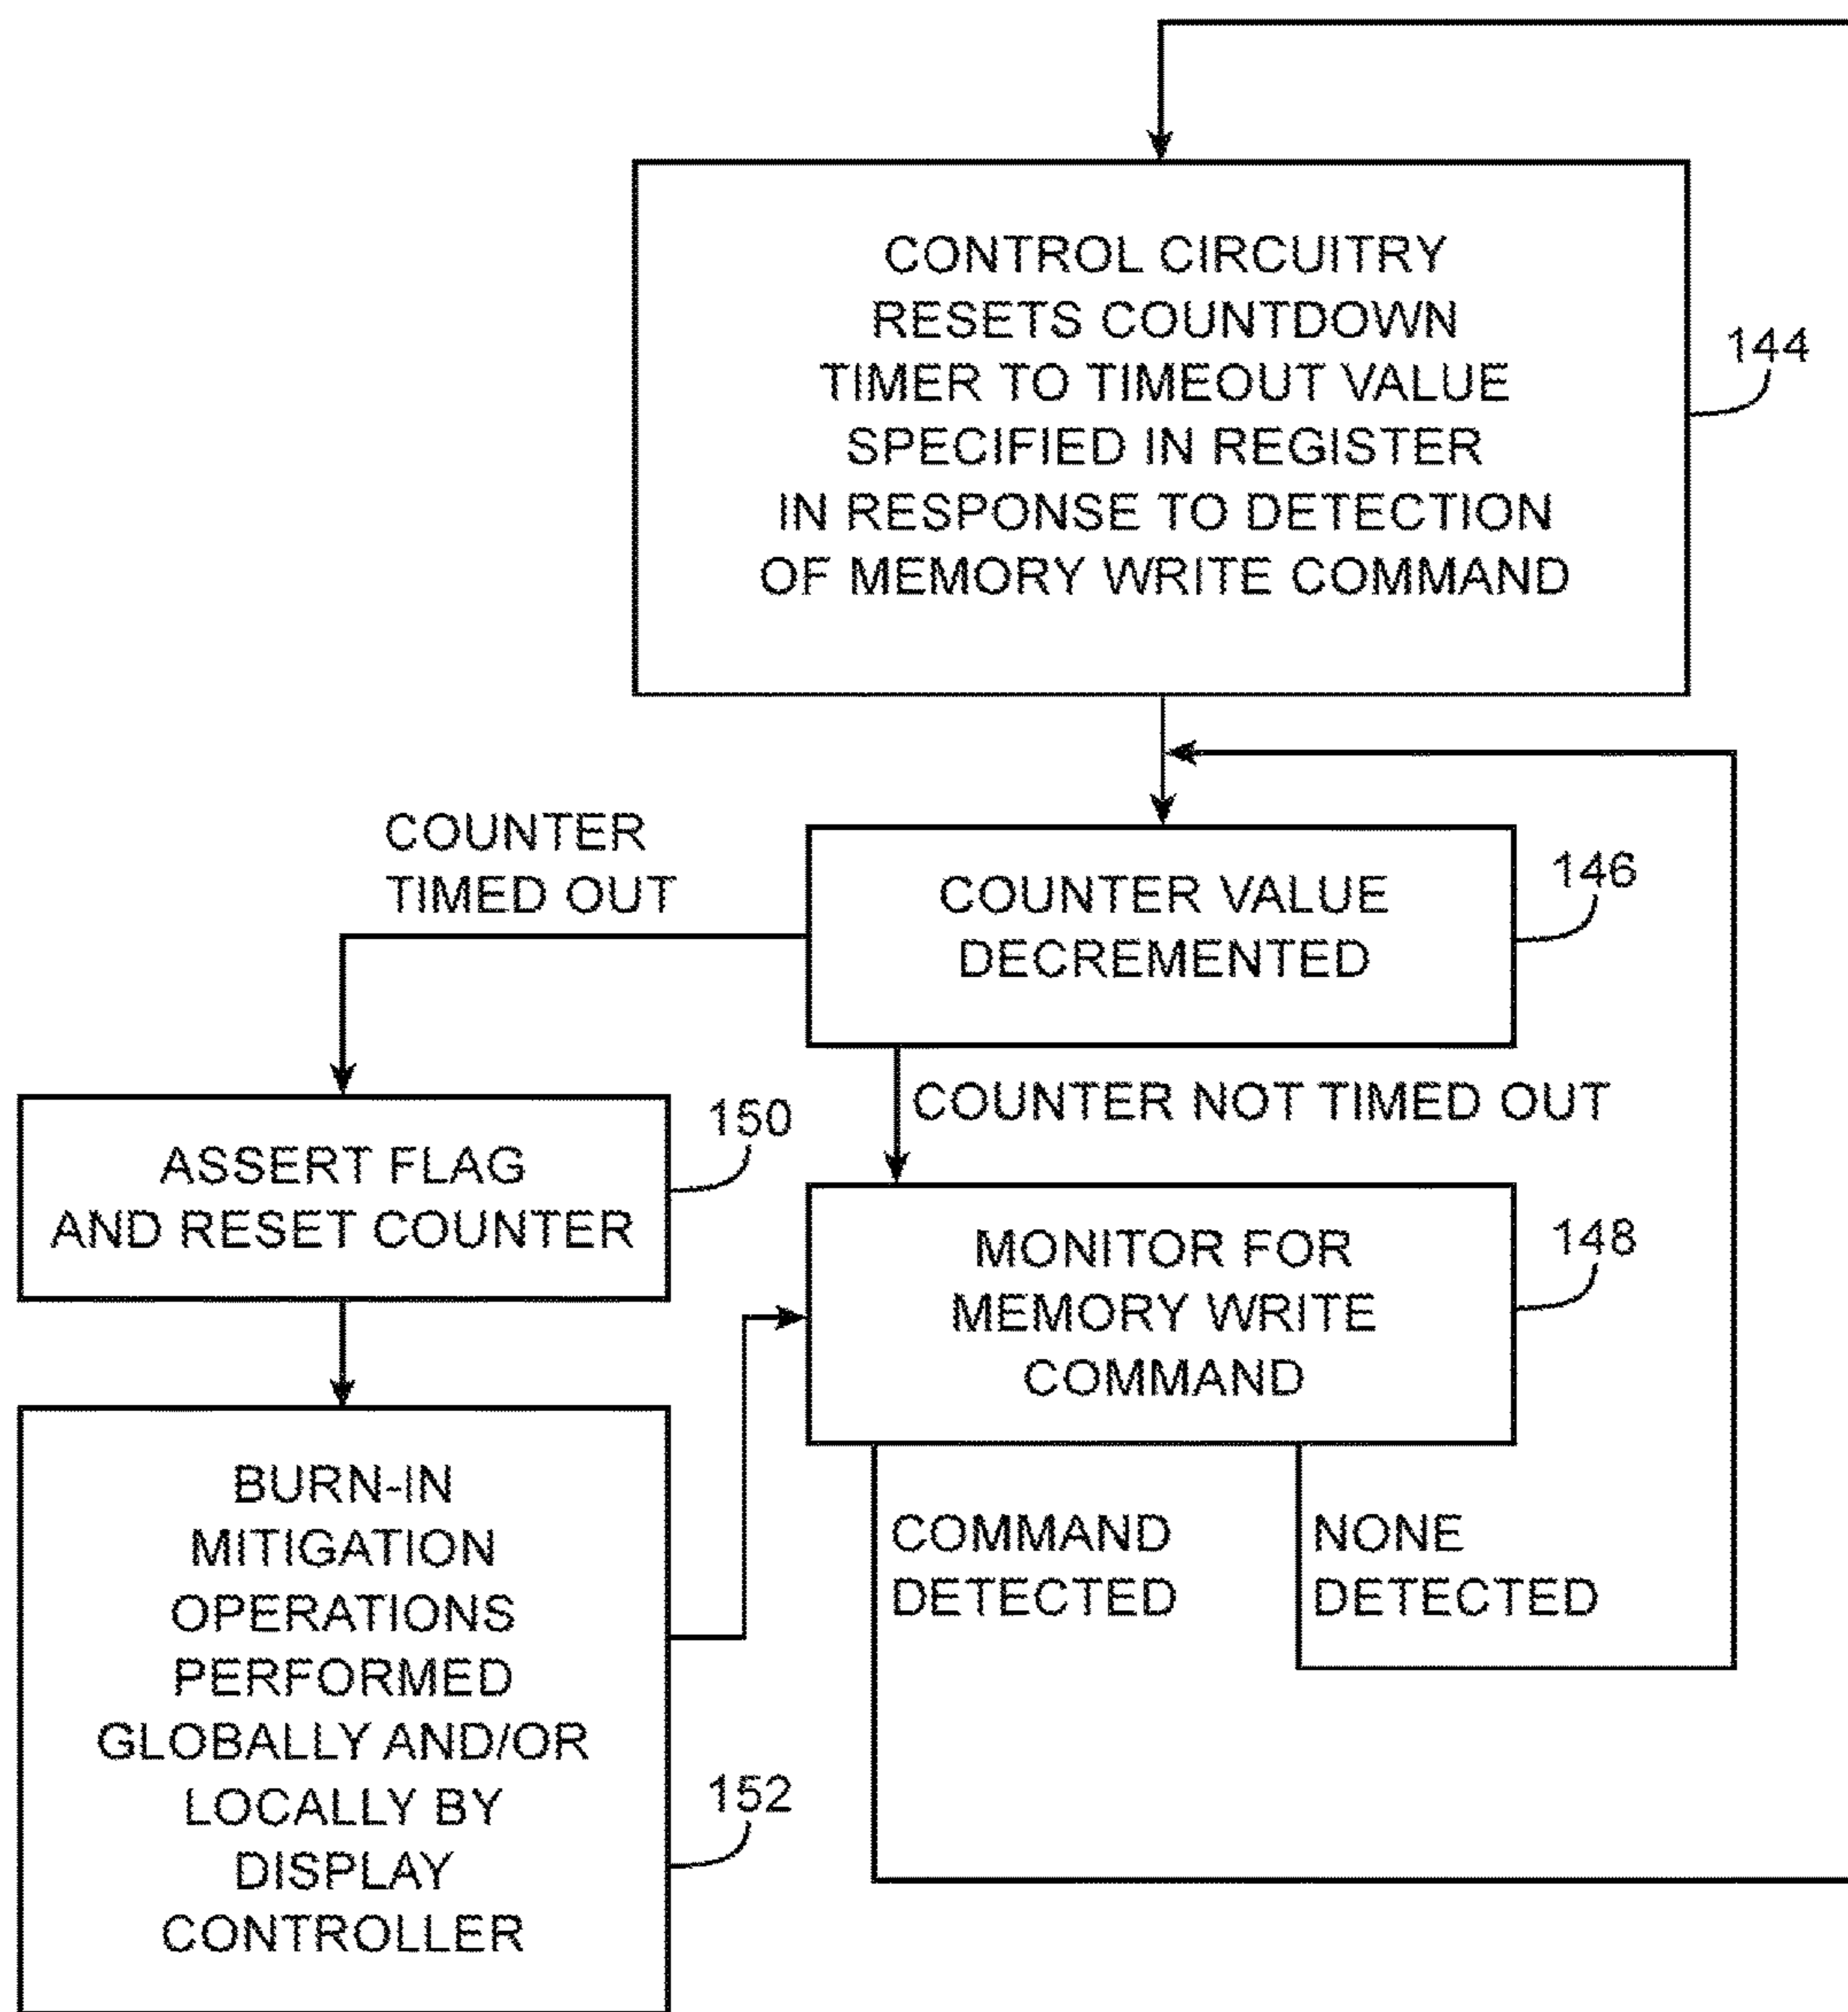 CONTROL CIRCUITRY
RESETS COUNTDOWN
TIMER TO TIMEOUT VALUE
SPECIFIED IN REGISTER
IN RESPONSE TO DETECTION
OF MEMORY WRITE COMMAND
144
COUNTER
TIMED OUT
COUNTER VALUE
DECREMENTED
146
COUNTER NOT TIMED OUT
ASSERT FLAG
AND RESET COUNTER
150
MONITOR FOR
MEMORY WRITE
COMMAND
148
COMMAND
DETECTED
NONE
DETECTED
BURN-IN
MITIGATION
OPERATIONS
PERFORMED
GLOBALLY AND/OR
LOCALLY BY
DISPLAY
CONTROLLER
152